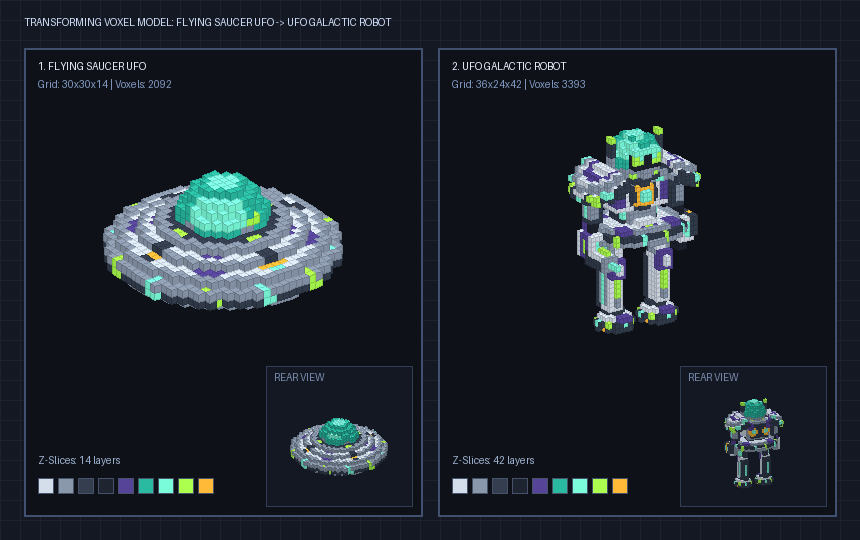 TRANSFORMING VOXEL MODEL: FLYING SAUCER UFO -> UFO GALACTIC ROBOT
1. FLYING SAUCER UFO
Grid: 30x30x14 | Voxels: 2092
REAR VIEW
Z-Slices: 14 layers
2. UFO GALACTIC ROBOT
Grid: 36x24x42 | Voxels: 3393
REAR VIEW
Z-Slices: 42 layers